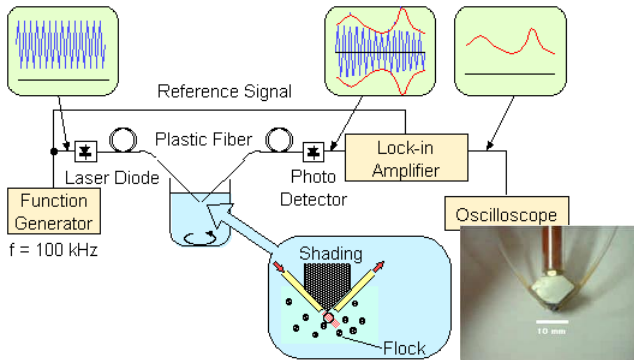 Reference Signal
Plastic Fiber
Laser Diode
Photo
Detector
Lock-in
Amplifier
Function
Generator
Oscilloscope
f = 100 kHz
Shading
Flock
10 mm